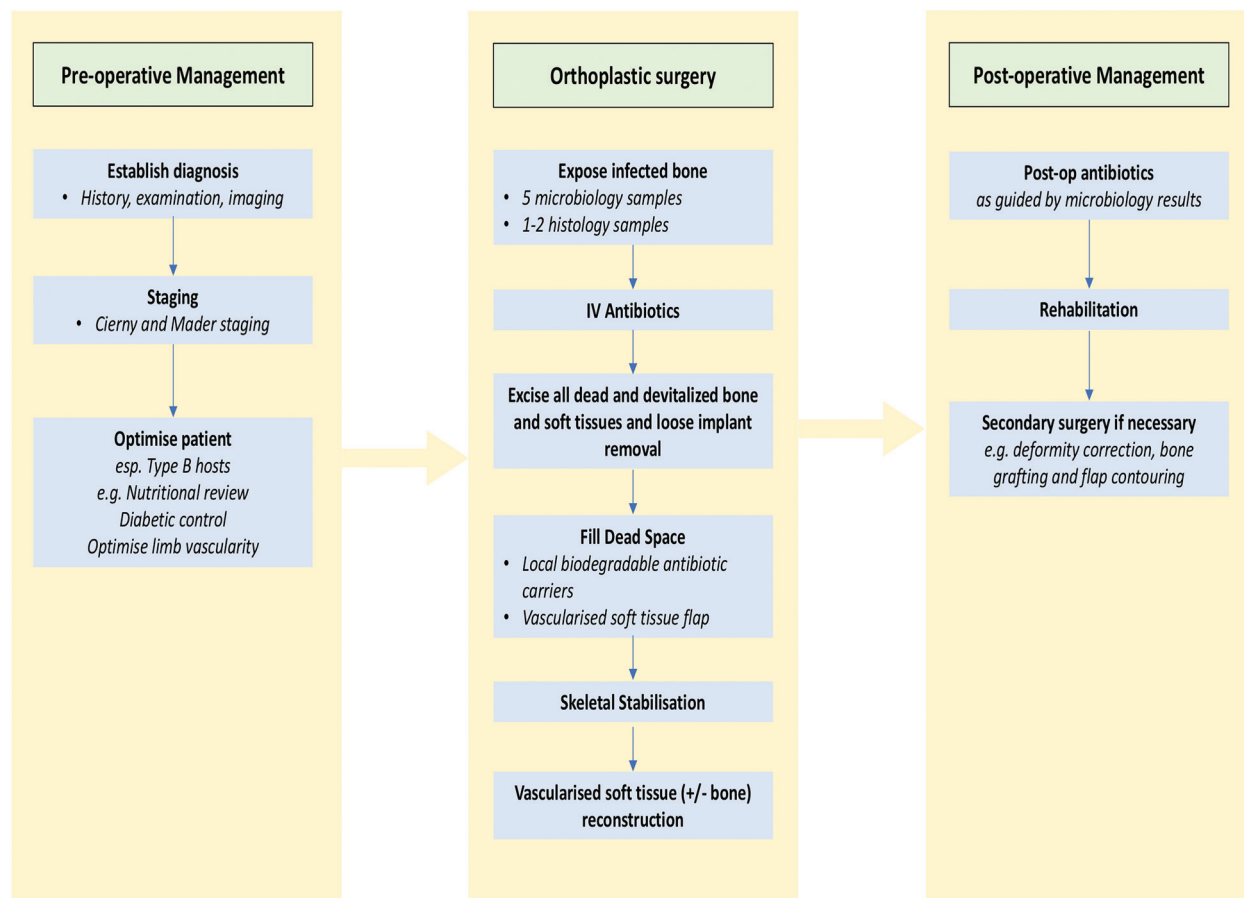 Pre-operative Management
Establish diagnosis
• History, examination, imaging
Staging
• Cierny and Mader staging
Optimise patient
esp. Type B hosts
e.g. Nutritional review
Diabetic control
Optimise limb vascularity
Orthoplastic surgery
Expose infected bone
• 5 microbiology samples
• 1-2 histology samples
IV Antibiotics
Excise all dead and devitalized bone
and soft tissues and loose implant
removal
Fill Dead Space
• Local biodegradable antibiotic
carriers
• Vascularised soft tissue flap
Skeletal Stabilisation
Vascularised soft tissue (+/- bone)
reconstruction
Post-operative Management
Post-op antibiotics
as guided by microbiology results
Rehabilitation
Secondary surgery if necessary
e.g. deformity correction, bone
grafting and flap contouring